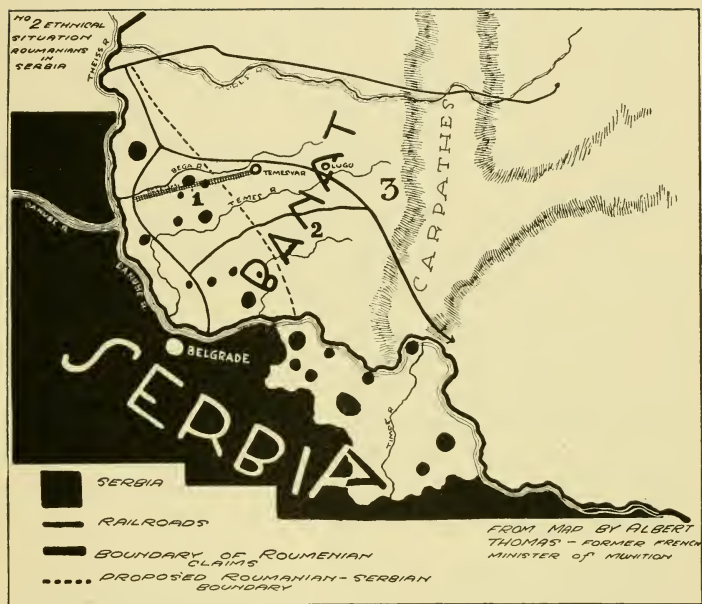 Nº 2 ETHNICAL
SITUATION
ROUMANIANS
IN
SERBIA
THEISS R.
BEGA R.
TEMESVAR
LUGU
TEMES R.
1
2
3
BANAT
CARPATHES
DANUBE R.
DANUBE R.
BELGRADE
SERBIA
TIMOK R.
SERBIA
RAILROADS
BOUNDARY OF ROUMENIAN
CLAIMS
PROPOSED ROUMANIAN-SERBIAN
BOUNDARY
FROM MAP BY ALBERT
THOMAS - FORMER FRENCH
MINISTER OF MUNITION